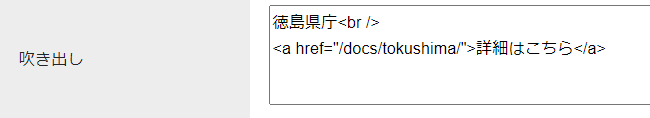 吹き出し
徳島県庁<br />
<a href="/docs/tokushima/">詳細はこちら</a>